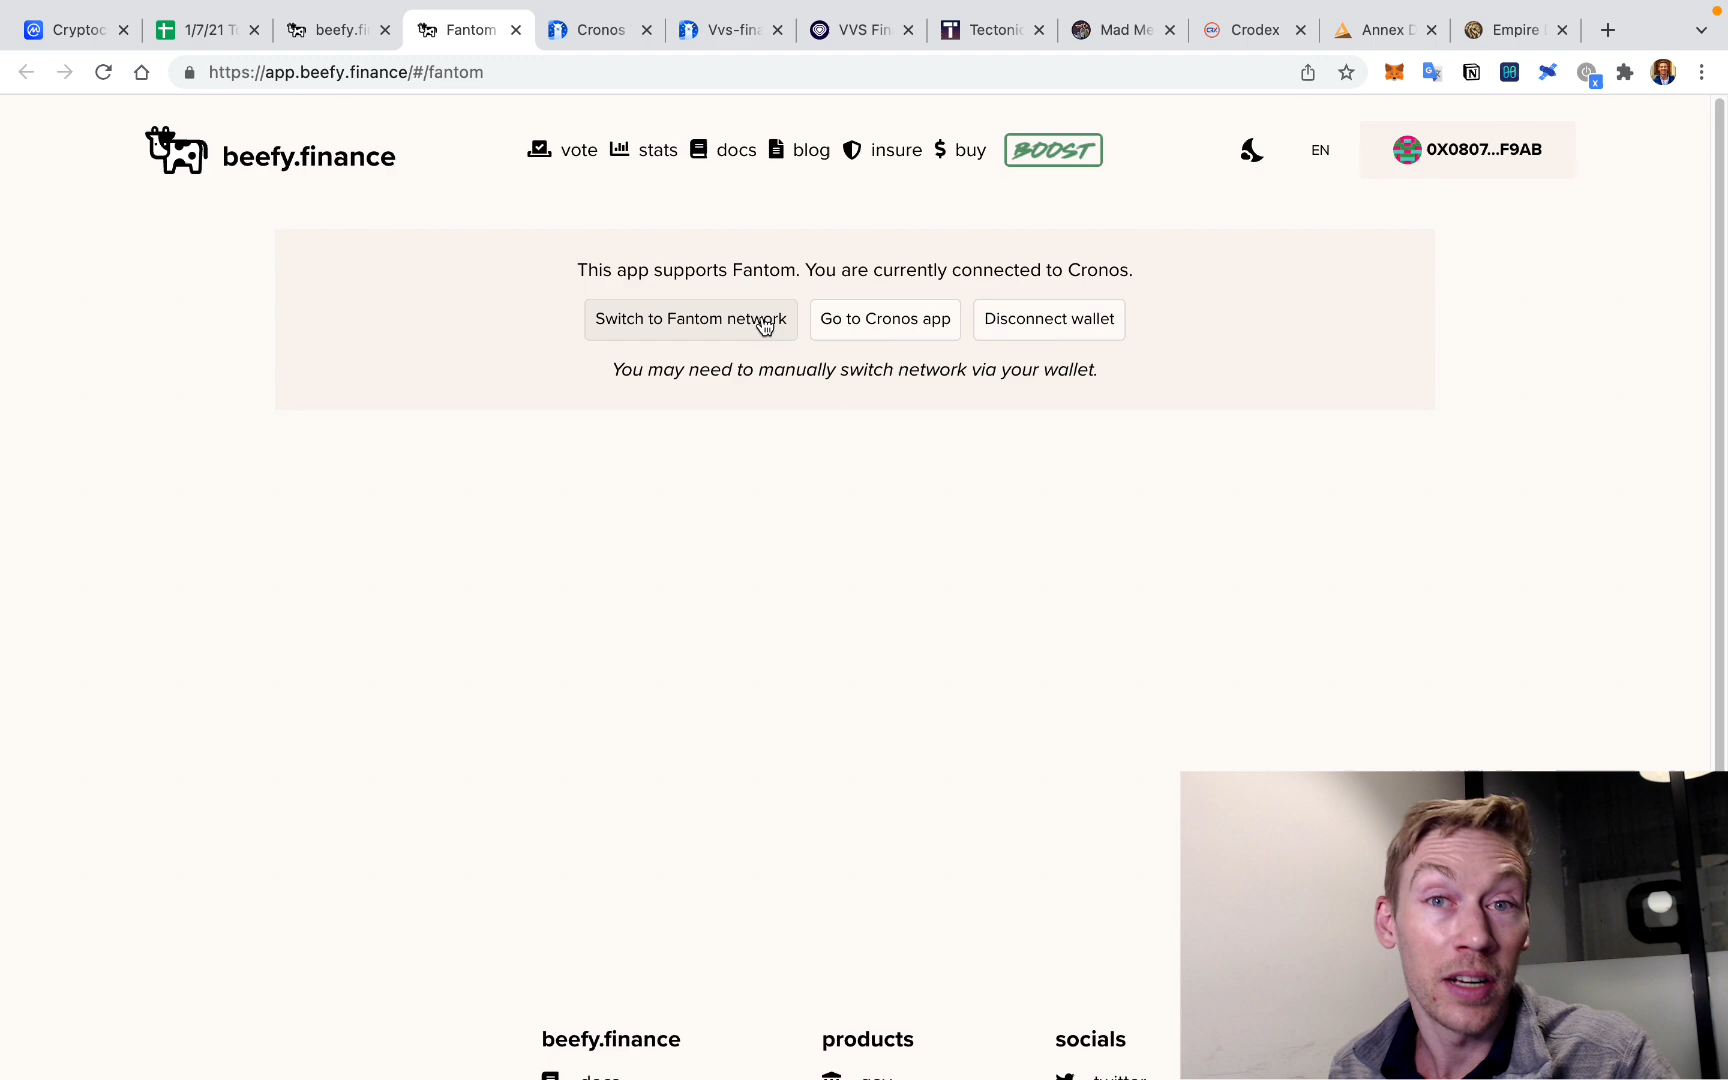 Cryptoc
1/7/21 T
beefy.fi
Fantom
Cronos
Vvs-fina
VVS Fin
Tectonic
Mad Me
Crodex
Annex D
Empire
https://app.beefy.finance/#/fantom
beefy.finance
vote
stats
docs
blog
insure
buy
BOOST
EN
0X0807...F9AB
This app supports Fantom. You are currently connected to Cronos.
Switch to Fantom network
Go to Cronos app
Disconnect wallet
You may need to manually switch network via your wallet.
beefy.finance
products
socials